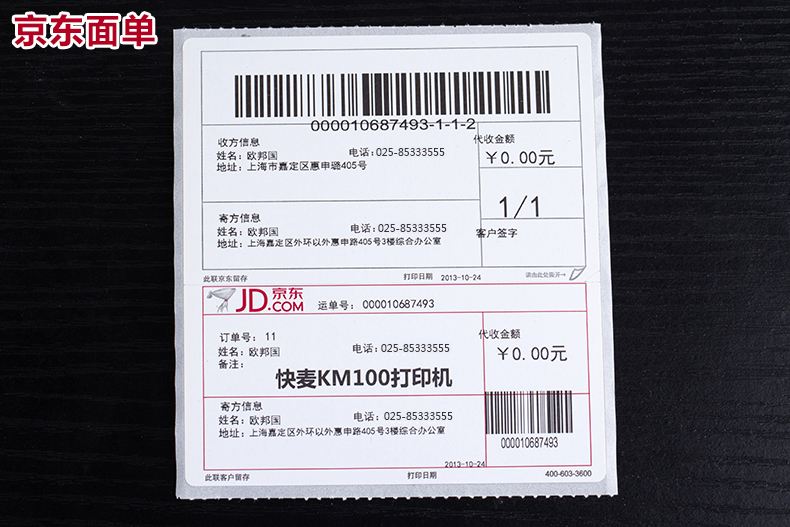 京东面单
000010687493-1-1-2
收方信息
姓名：欧邦国 电话：025-85333555
地址：上海市嘉定区惠申璐405号
代收金额
￥0.00元
1/1
寄方信息
姓名：欧邦国 电话：025-85333555
地址：上海嘉定区外环以外惠申路405号3楼综合办公室
客户签字
此联京东留存 打印日期 2013-10-24 请由此处撕开→
JD.京东.COM 运单号： 000010687493
订单号： 11
姓名：欧邦国 电话：025-85333555
备注：
快麦KM100打印机
代收金额
￥0.00元
寄方信息
姓名：欧邦国 电话：025-85333555
地址：上海嘉定区外环以外惠申路405号3楼综合办公室
000010687493
2013-10-24
此联客户留存 打印日期 400-603-3600